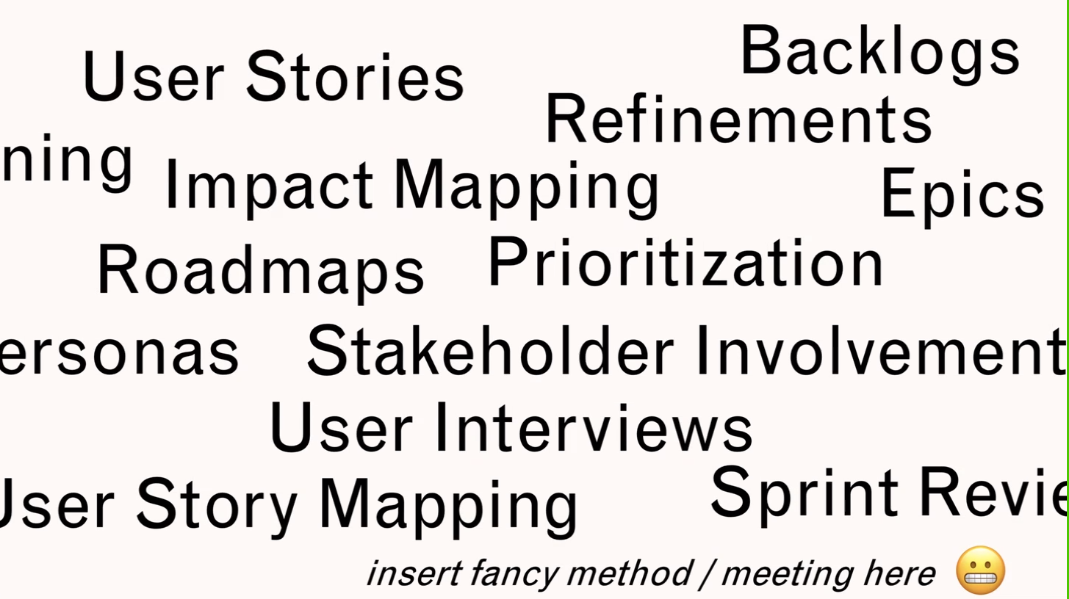 Backlogs
User Stories
Refinements
ning
Impact Mapping
Epics
Roadmaps
Prioritization
ersonas
Stakeholder Involvement
User Interviews
User Story Mapping
Sprint Revie
insert fancy method / meeting here 😬